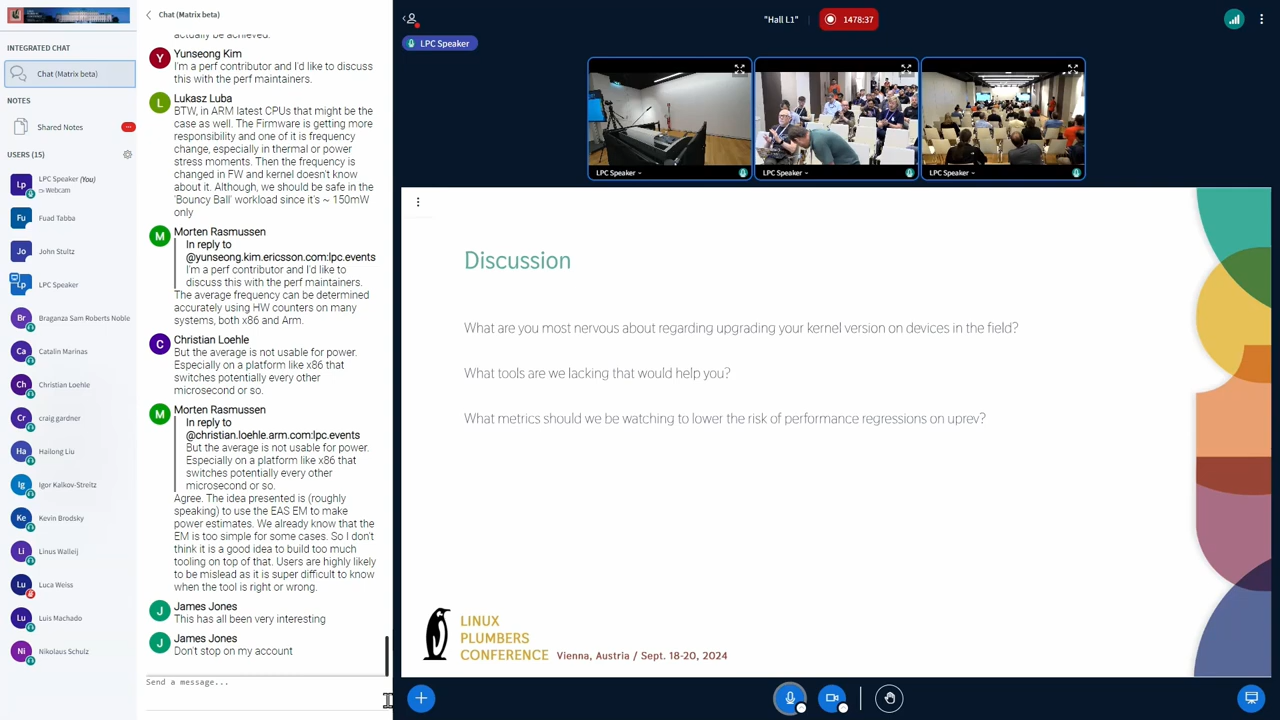 INTEGRATED CHAT
Chat (Matrix beta)
NOTES
Shared Notes
USERS (15)
Lp
LPC Speaker (You)
Webcam
Fu
Fuad Tabba
Jo
John Stultz
Lp
LPC Speaker
Br
Braganza Sam Roberts Noble
Ca
Catalin Marinas
Ch
Christian Loehle
Cr
craig gardner
Ha
Hailong Liu
Ig
Igor Kalkov-Streitz
Ke
Kevin Brodsky
Li
Linus Walleij
Lu
Luca Weiss
Lu
Luis Machado
Ni
Nikolaus Schulz
Chat (Matrix beta)
actually be achieved.
Y
Yunseong Kim
I'm a perf contributor and I'd like to discuss
this with the perf maintainers.
L
Lukasz Luba
BTW, in ARM latest CPUs that might be the
case as well. The Firmware is getting more
responsibility and one of it is frequency
change, especially in thermal or power
stress moments. Then the frequency is
changed in FW and kernel doesn't know
about it. Although, we should be safe in the
'Bouncy Ball' workload since it's ~ 150mW
only
M
Morten Rasmussen
In reply to
@yunseong.kim.ericsson.com:lpc.events
I'm a perf contributor and I'd like to
discuss this with the perf maintainers.
The average frequency can be determined
accurately using HW counters on many
systems, both x86 and Arm.
C
Christian Loehle
But the average is not usable for power.
Especially on a platform like x86 that
switches potentially every other
microsecond or so.
M
Morten Rasmussen
In reply to
@christian.loehle.arm.com:lpc.events
But the average is not usable for power.
Especially on a platform like x86 that
switches potentially every other
microsecond or so.
Agree. The idea presented is (roughly
speaking) to use the EAS EM to make
power estimates. We already know that the
EM is too simple for some cases. So I don't
think it is a good idea to build too much
tooling on top of that. Users are highly likely
to be mislead as it is super difficult to know
when the tool is right or wrong.
J
James Jones
This has all been very interesting
J
James Jones
Don't stop on my account
Send a message...
"Hall L1"
1478:37
LPC Speaker
LPC Speaker
LPC Speaker
LPC Speaker
Discussion
What are you most nervous about regarding upgrading your kernel version on devices in the field?
What tools are we lacking that would help you?
What metrics should we be watching to lower the risk of performance regressions on uprev?
LINUX
PLUMBERS
CONFERENCE
Vienna, Austria / Sept. 18-20, 2024